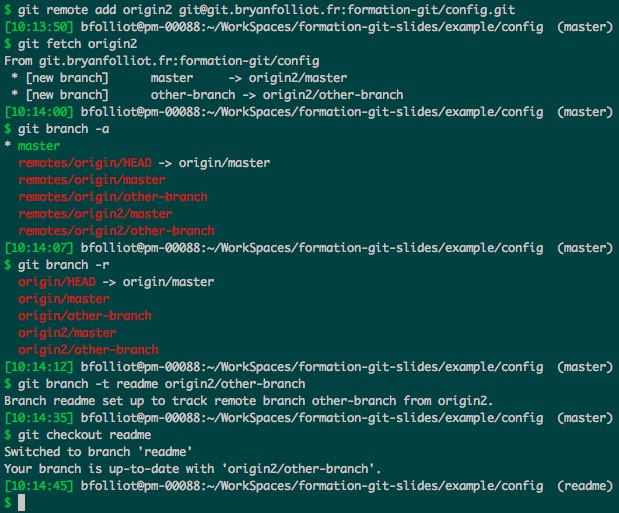 $ git remote add origin2 git@git.bryanfolliot.fr:formation-git/config.git
[10:13:50] bfolliot@pm-00088:~/WorkSpaces/formation-git-slides/example/config  (master)
$ git fetch origin2
From git.bryanfolliot.fr:formation-git/config
 * [new branch]      master     -> origin2/master
 * [new branch]      other-branch -> origin2/other-branch
[10:14:00] bfolliot@pm-00088:~/WorkSpaces/formation-git-slides/example/config  (master)
$ git branch -a
* master
  remotes/origin/HEAD -> origin/master
  remotes/origin/master
  remotes/origin/other-branch
  remotes/origin2/master
  remotes/origin2/other-branch
[10:14:07] bfolliot@pm-00088:~/WorkSpaces/formation-git-slides/example/config  (master)
$ git branch -r
  origin/HEAD -> origin/master
  origin/master
  origin/other-branch
  origin2/master
  origin2/other-branch
[10:14:12] bfolliot@pm-00088:~/WorkSpaces/formation-git-slides/example/config  (master)
$ git branch -t readme origin2/other-branch
Branch readme set up to track remote branch other-branch from origin2.
[10:14:35] bfolliot@pm-00088:~/WorkSpaces/formation-git-slides/example/config  (master)
$ git checkout readme
Switched to branch 'readme'
Your branch is up-to-date with 'origin2/other-branch'.
[10:14:45] bfolliot@pm-00088:~/WorkSpaces/formation-git-slides/example/config  (readme)
$